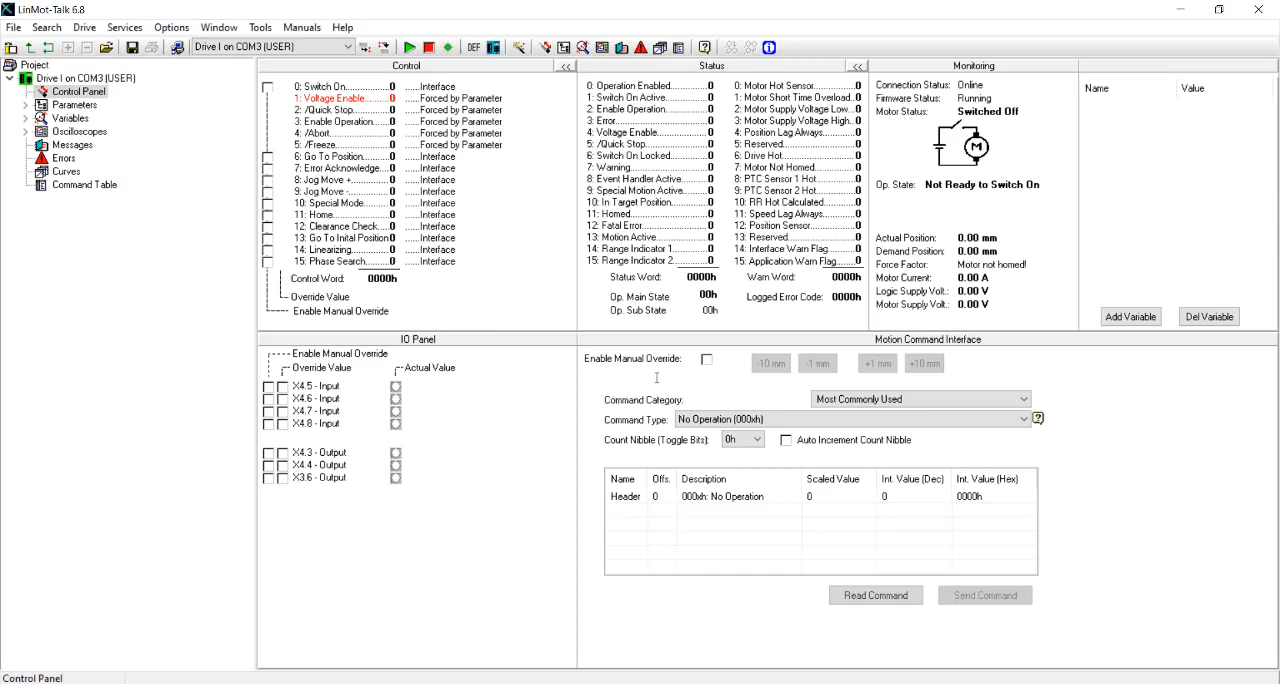 LinMot-Talk 6.8
File Search Drive Services Options Window Tools Manuals Help
Drive I on COM3 (USER)
DEF
Project
Drive I on COM3 (USER)
Control Panel
Parameters
Variables
Oscilloscopes
Messages
Errors
Curves
Command Table
Control <<
0: Switch On...0 ......Interface
1: Voltage Enable.......0 ......Forced by Parameter
2: /Quick Stop...0 ......Forced by Parameter
3: Enable Operation...0 ......Forced by Parameter
4: /Abort...0 ......Forced by Parameter
5: /Freeze...0 ......Forced by Parameter
6: Go To Position...0 ......Interface
7: Error Acknowledge...0 ......Interface
8: Jog Move +...0 ......Interface
9: Jog Move -...0 ......Interface
10: Special Mode...0 ......Interface
11: Home...0 ......Interface
12: Clearance Check...0 ......Interface
13: Go To Inital Position0 ......Interface
14: Linearizing...0 ......Interface
15: Phase Search...0 ......Interface
Control Word: 0000h
Override Value
Enable Manual Override
Status <<
0: Operation Enabled...0
1: Switch On Active...0
2: Enable Operation...0
3: Error...0
4: Voltage Enable...0
5: /Quick Stop...0
6: Switch On Locked...0
7: Warning...0
8: Event Handler Active...0
9: Special Motion Active...0
10: In Target Position...0
11: Homed...0
12: Fatal Error...0
13: Motion Active...0
14: Range Indicator 1...0
15: Range Indicator 2...0
Status Word: 0000h
Op. Main State 00h
Op. Sub State 00h
0: Motor Hot Sensor...0
1: Motor Short Time Overload..0
2: Motor Supply Voltage Low...0
3: Motor Supply Voltage High..0
4: Position Lag Always...0
5: Reserved...0
6: Drive Hot...0
7: Motor Not Homed...0
8: PTC Sensor 1 Hot...0
9: PTC Sensor 2 Hot...0
10: RR Hot Calculated...0
11: Speed Lag Always...0
12: Position Sensor...0
13: Reserved...0
14: Interface Warn Flag...0
15: Application Warn Flag...0
Warn Word: 0000h
Logged Error Code: 0000h
Monitoring
Connection Status: Online
Firmware Status: Running
Motor Status: Switched Off
M
Op. State: Not Ready to Switch On
Actual Position: 0.00 mm
Demand Position: 0.00 mm
Force Factor: Motor not homed!
Motor Current: 0.00 A
Logic Supply Volt.: 0.00 V
Motor Supply Volt.: 0.00 V
Name Value
Add Variable Del Variable
IO Panel
Enable Manual Override
Override Value Actual Value
X4.5 - Input
X4.6 - Input
X4.7 - Input
X4.8 - Input
X4.3 - Output
X4.4 - Output
X3.6 - Output
Motion Command Interface
Enable Manual Override: -10 mm -1 mm +1 mm +10 mm
Command Category: Most Commonly Used
Command Type: No Operation (000xh)
Count Nibble (Toggle Bits): 0h Auto Increment Count Nibble
Name Offs. Description Scaled Value Int. Value (Dec) Int. Value (Hex)
Header 0 000xh: No Operation 0 0 0000h
Read Command Send Command
Control Panel